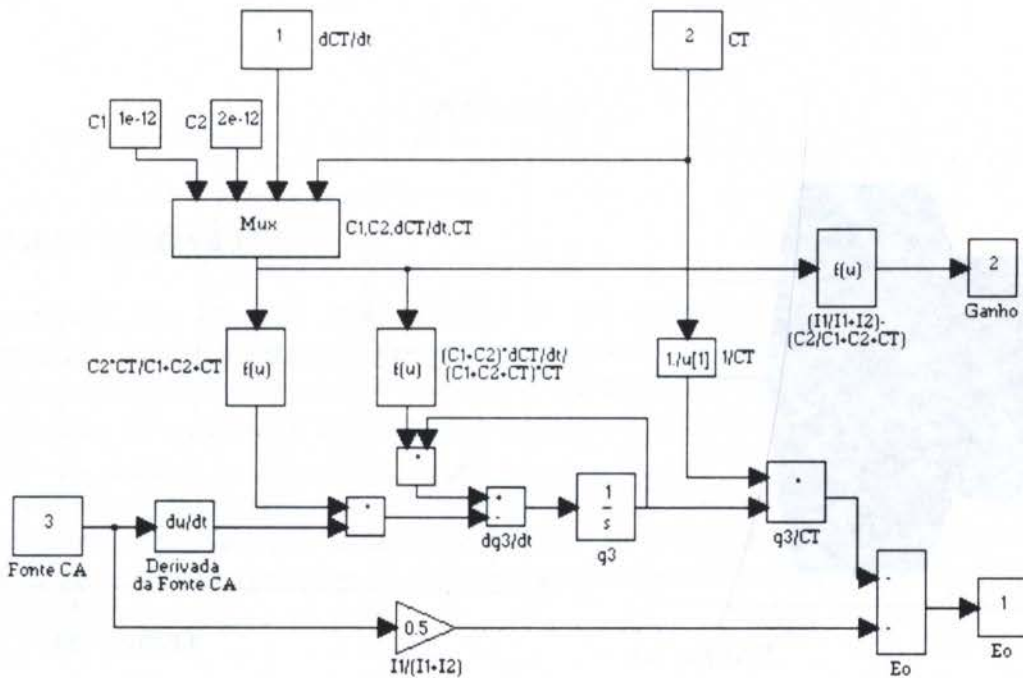 1
dCT/dt
2
CT
C1
1e-12
C2
2e-12
Mux
C1,C2,dCT/dt,CT
f(u)
2
Ganho
(I1/I1+I2)-
(C2/C1+C2+CT)
C2*CT/C1+C2+CT
f(u)
f(u)
(C1+C2)*dCT/dt/
(C1+C2+CT)*CT
1./u[1]
1/CT
*
3
Fonte CA
du/dt
Derivada
da Fonte CA
*
+
-
dq3/dt
1
s
q3
*
q3/CT
0.5
I1/(I1+I2)
-
-
Eo
1
Eo